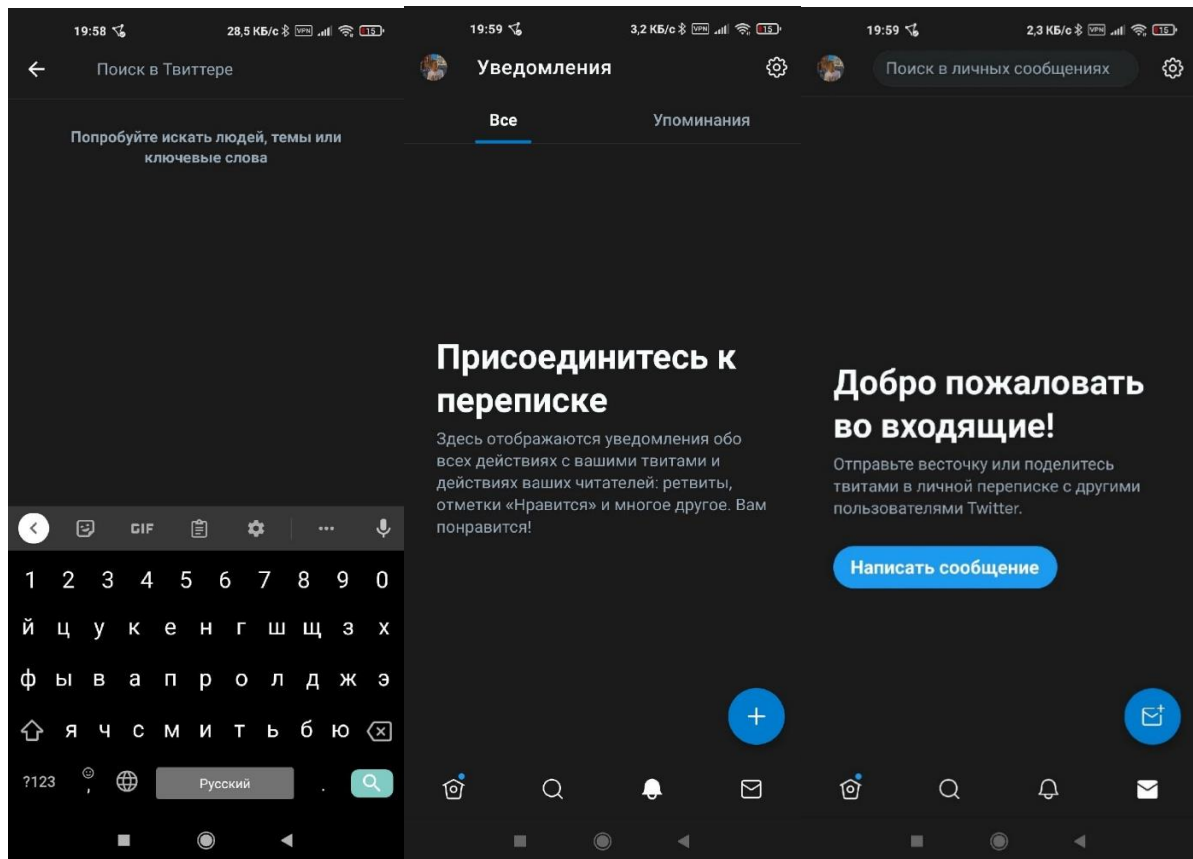 19:58 28,5 КБ/с VPN 15
Поиск в Твиттере
Попробуйте искать людей, темы или
ключевые слова
GIF
1 2 3 4 5 6 7 8 9 0
й ц у к е н г ш щ з х
ф ы в а п р о л д ж э
я ч с м и т ь б ю
?123 , Русский .
19:59 3,2 КБ/с VPN 15
Уведомления
Все Упоминания
Присоединитесь к
переписке
Здесь отображаются уведомления обо
всех действиях с вашими твитами и
действиях ваших читателей: ретвиты,
отметки «Нравится» и многое другое. Вам
понравится!
19:59 2,3 КБ/с VPN 15
Поиск в личных сообщениях
Добро пожаловать
во входящие!
Отправьте весточку или поделитесь
твитами в личной переписке с другими
пользователями Twitter.
Написать сообщение